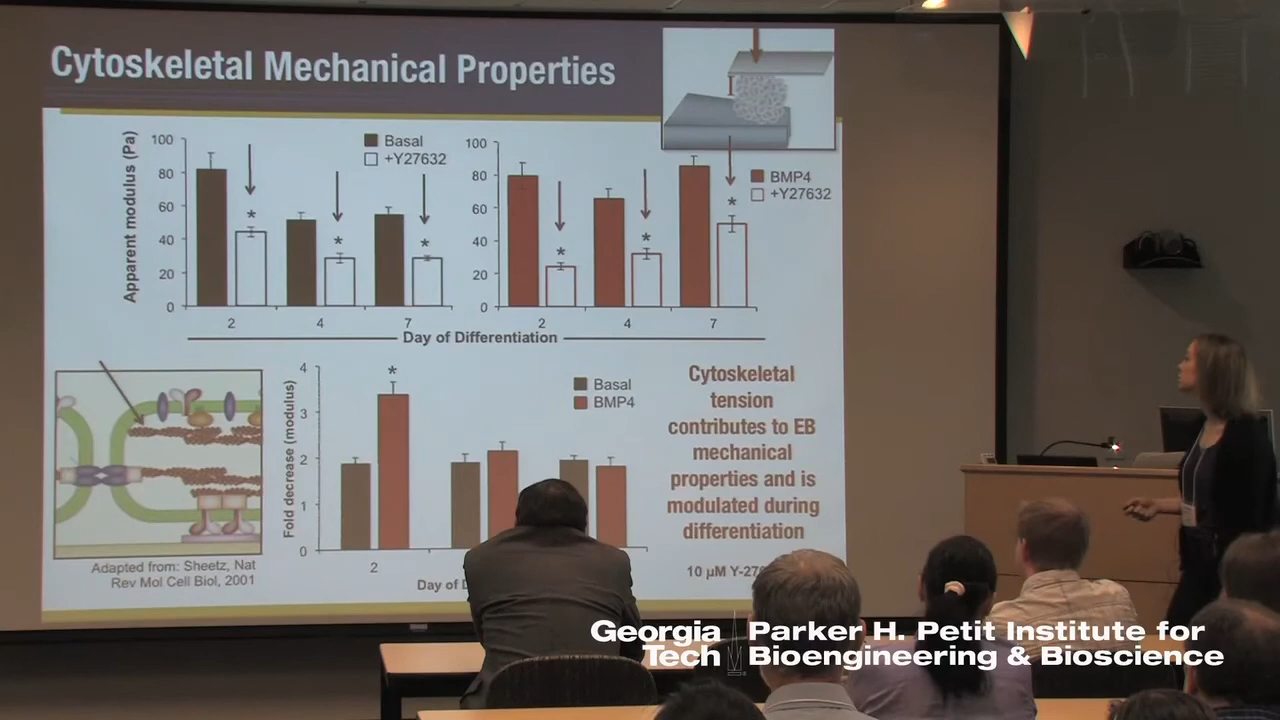 Cytoskeletal Mechanical Properties
Apparent modulus (Pa)
100
80
60
40
20
0
Basal
+Y27632
*
*
*
2
4
7
100
80
60
40
20
0
BMP4
+Y27632
*
*
*
2
4
7
Day of Differentiation
Adapted from: Sheetz, Nat
Rev Mol Cell Biol, 2001
Fold decrease (modulus)
4
3
2
1
0
*
Basal
BMP4
2
Day of
Cytoskeletal
tension
contributes to EB
mechanical
properties and is
modulated during
differentiation
10 µM
Georgia
Tech
Parker H. Petit Institute for
Bioengineering & Bioscience